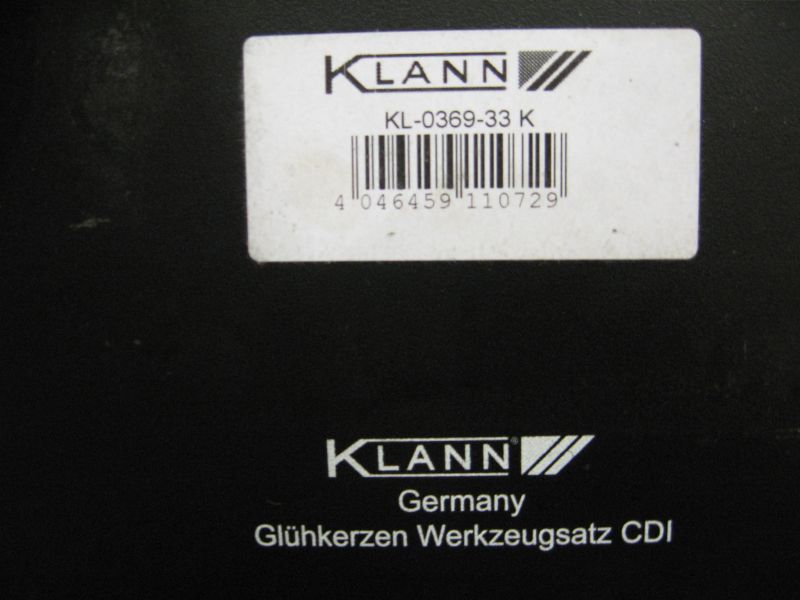 KLANN
KL-0369-33 K
4 046459 110729
KLANN®
Germany
Glühkerzen Werkzeugsatz CDI